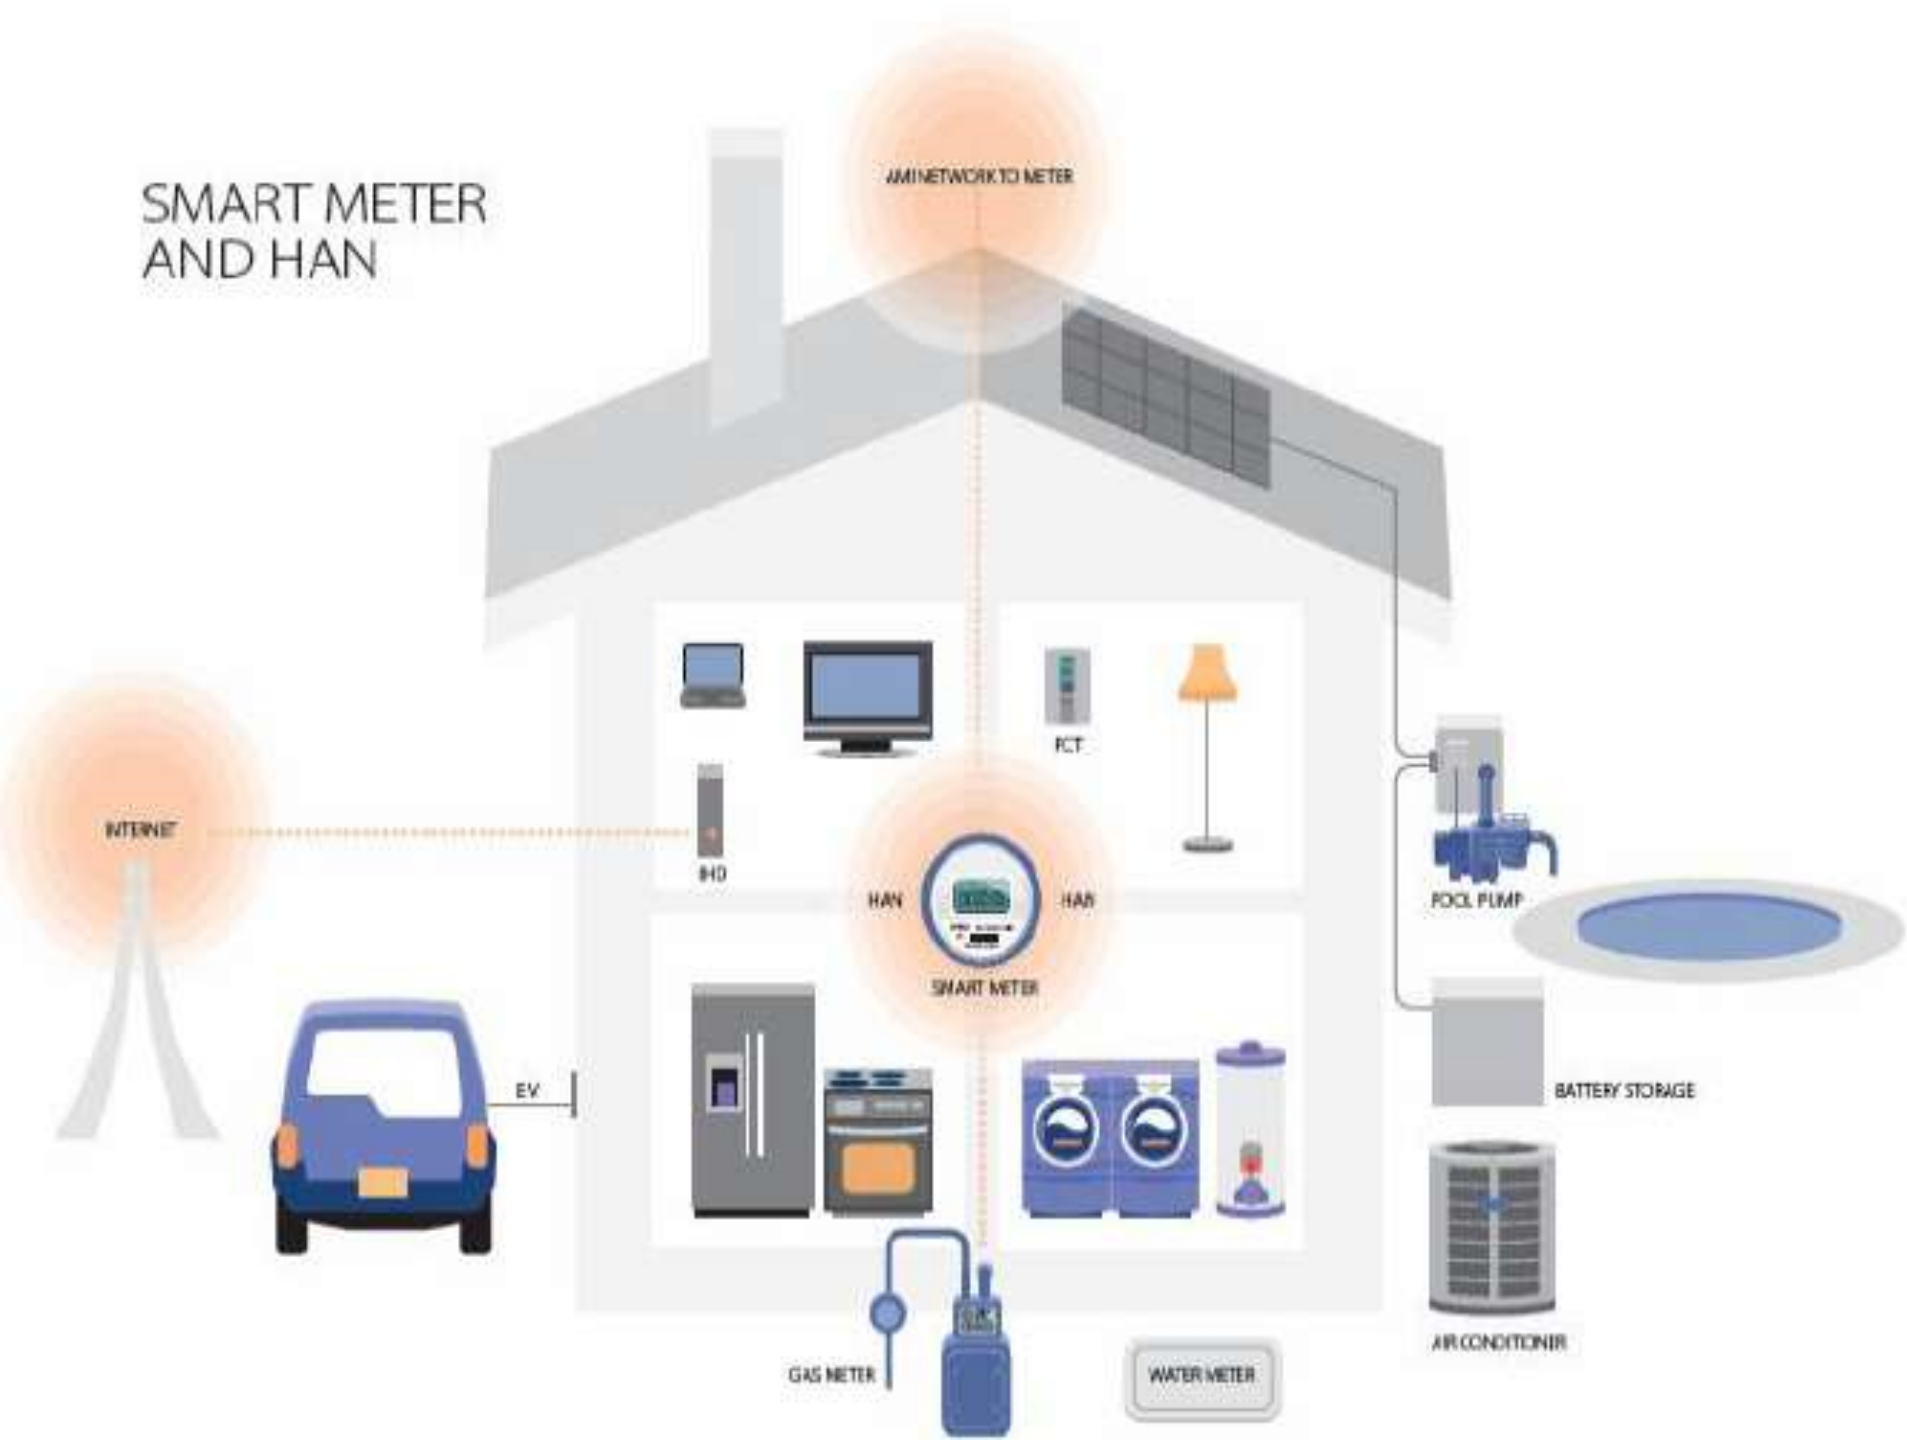 SMART METER
AND HAN
AMI NETWORK TO METER
PCT
INTERNET
IHD
HAN
HAN
SMART METER
POOL PUMP
EV
BATTERY STORAGE
AIR CONDITIONER
GAS METER
WATER METER